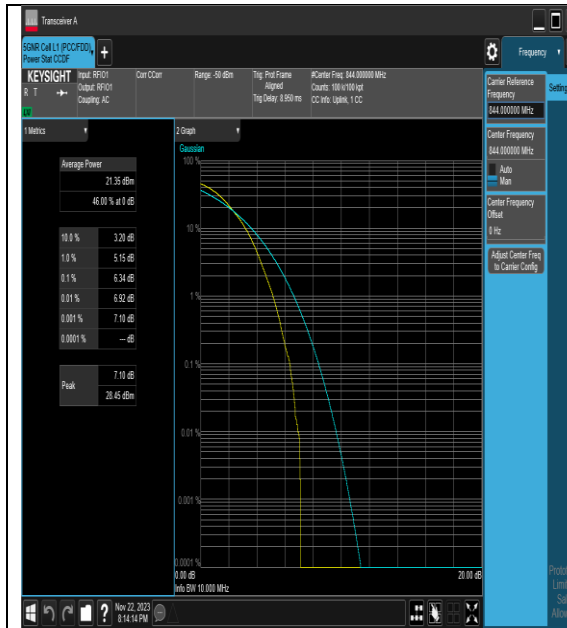 Transceiver A
5GNR Cell L1 (PCC/FDD)
Power Stat CCDF
+
Frequency
KEYSIGHT
R T
Input: RFIO1
Output: RFIO1
Coupling: AC
Corr CCorr
Range: -50 dBm
Trig: Prot Frame
Aligned
Trig Delay: 8.950 ms
#Center Freq: 844.000000 MHz
Counts: 100 k/100 kpt
CC Info: Uplink, 1 CC
1 Metrics
Average Power
21.35 dBm
46.00 % at 0 dB
10.0 % 3.20 dB
1.0 % 5.15 dB
0.1 % 6.34 dB
0.01 % 6.92 dB
0.001 % 7.10 dB
0.0001 % --- dB
Peak
7.10 dB
28.45 dBm
2 Graph
Gaussian
100 %
10 %
1 %
0.1 %
0.01 %
0.001 %
0.0001 %
0.00 dB
20.00 dB
Info BW 10.000 MHz
Carrier Reference
Frequency
844.000000 MHz
Center Frequency
844.000000 MHz
Auto
Man
Center Frequency
Offset
0 Hz
Adjust Center Freq
to Carrier Config
Setting
Nov 22, 2023
8:14:14 PM
?